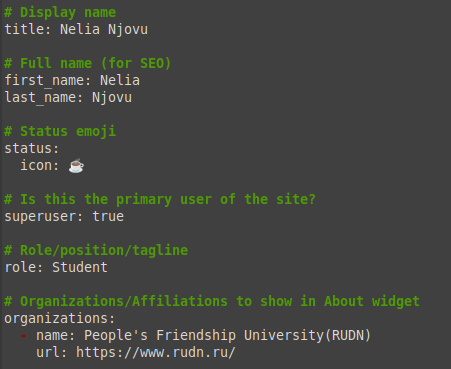 # Display name
title: Nelia Njovu

# Full name (for SEO)
first_name: Nelia
last_name: Njovu

# Status emoji
status:
  icon: ☕

# Is this the primary user of the site?
superuser: true

# Role/position/tagline
role: Student

# Organizations/Affiliations to show in About widget
organizations:
  - name: People's Friendship University(RUDN)
    url: https://www.rudn.ru/